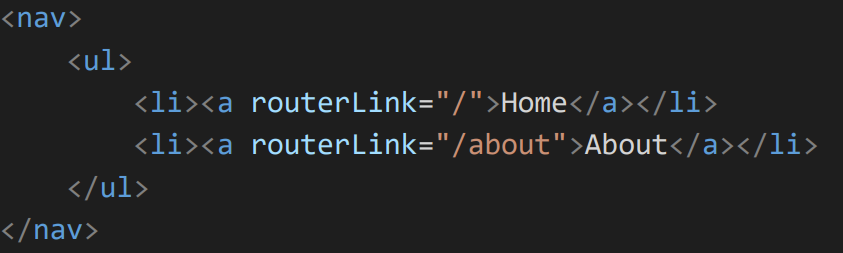 <nav>
    <ul>
        <li><a routerLink="/">Home</a></li>
        <li><a routerLink="/about">About</a></li>
    </ul>
</nav>